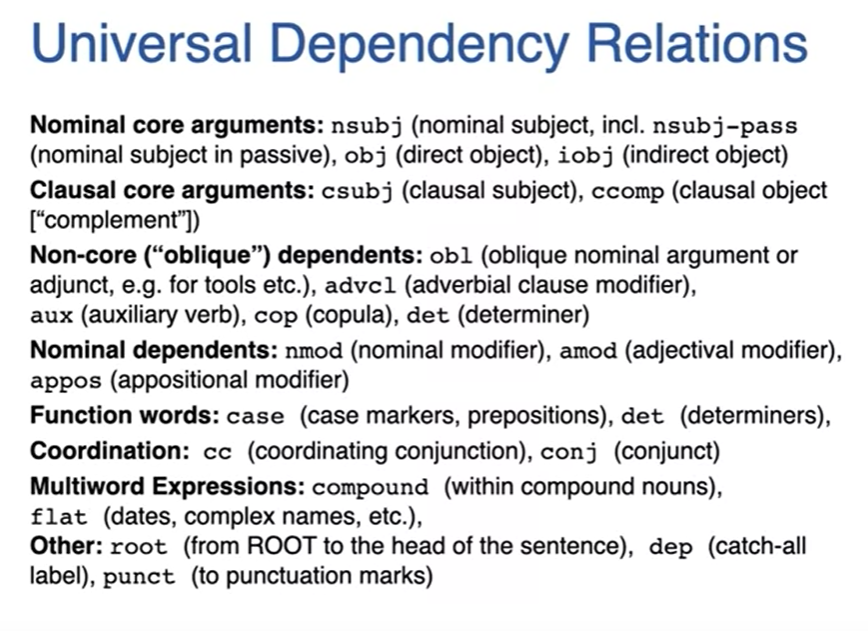 Universal Dependency Relations
Nominal core arguments: nsubj (nominal subject, incl. nsubj-pass
(nominal subject in passive), obj (direct object), iobj (indirect object)
Clausal core arguments: csubj (clausal subject), ccomp (clausal object
[“complement”])
Non-core (“oblique”) dependents: obl (oblique nominal argument or
adjunct, e.g. for tools etc.), advcl (adverbial clause modifier),
aux (auxiliary verb), cop (copula), det (determiner)
Nominal dependents: nmod (nominal modifier), amod (adjectival modifier),
appos (appositional modifier)
Function words: case (case markers, prepositions), det (determiners),
Coordination: cc (coordinating conjunction), conj (conjunct)
Multiword Expressions: compound (within compound nouns),
flat (dates, complex names, etc.),
Other: root (from ROOT to the head of the sentence), dep (catch-all
label), punct (to punctuation marks)